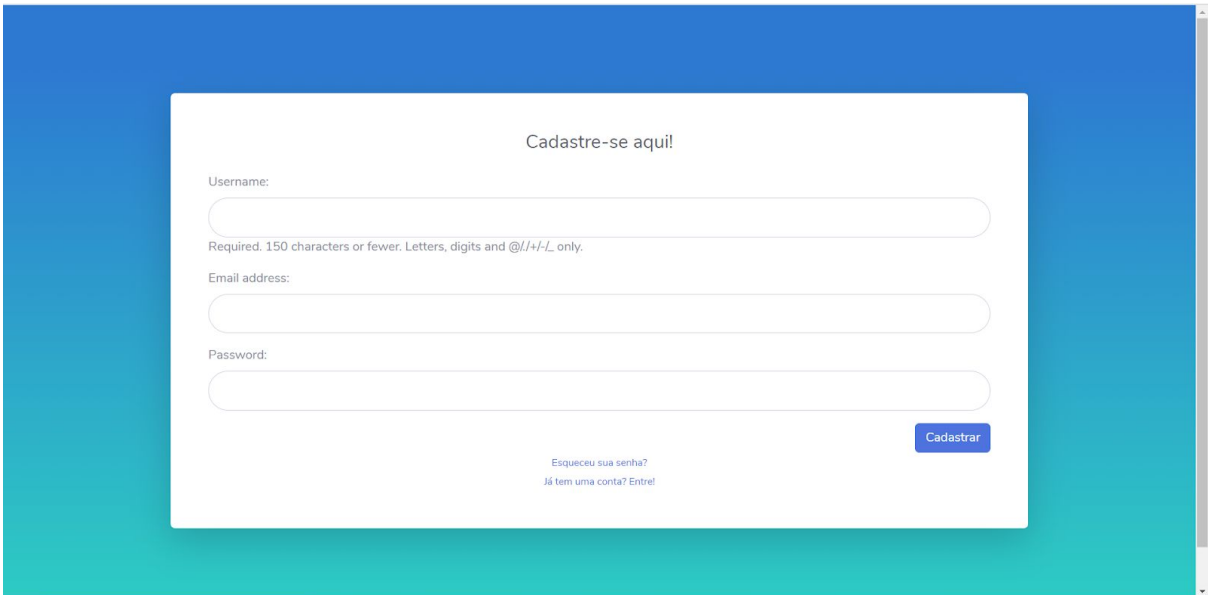 Cadastre-se aqui!
Username:
Required. 150 characters or fewer. Letters, digits and @/./+/-/_ only.
Email address:
Password:
Cadastrar
Esqueceu sua senha?
Já tem uma conta? Entre!